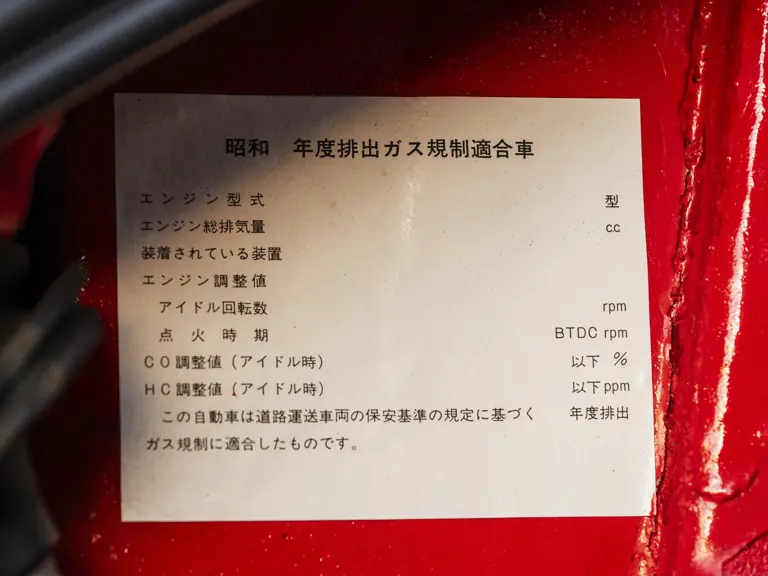 昭和　年度排出ガス規制適合車
エンジン型式　型
エンジン総排気量　cc
装着されている装置
エンジン調整値
アイドル回転数　rpm
点火時期　BTDC rpm
CO調整値（アイドル時）　以下 %
HC調整値（アイドル時）　以下 ppm
この自動車は道路運送車両の保安基準の規定に基づく　年度排出
ガス規制に適合したものです。